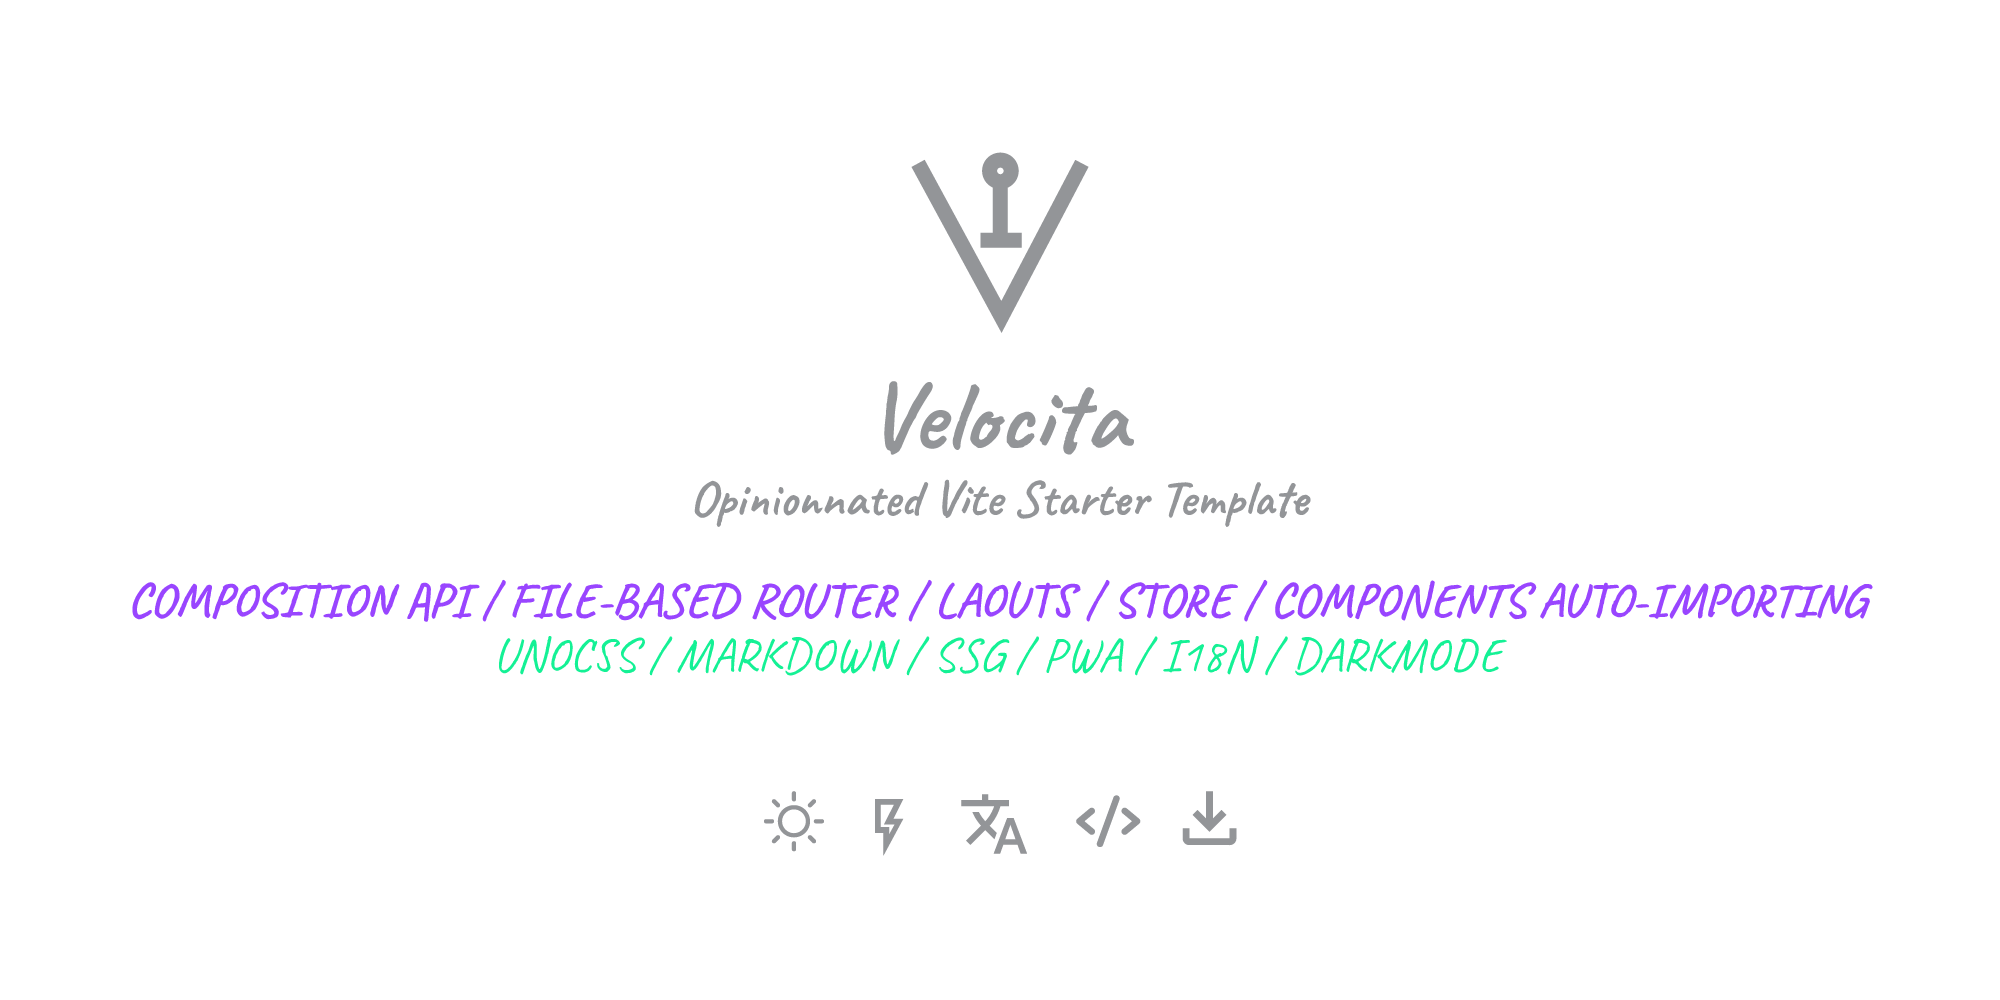 Velocita
Opinionnated Vite Starter Template
COMPOSITION API / FILE-BASED ROUTER / LAOUTS / STORE / COMPONENTS AUTO-IMPORTING
UNOCSS / MARKDOWN / SSG / PWA / I18N / DARKMODE